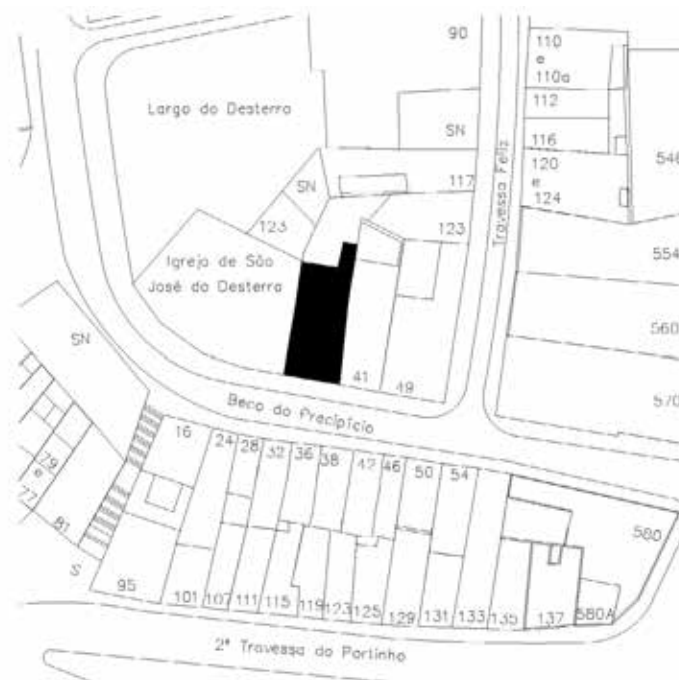 90
110
e
110a
Largo do Desterro
112
SN
116
546
120
e
124
117
SN
Travessa Feliz
123
123
Igreja de São
José do Desterro
554
SN
560
41
49
570
Beco do Precipício
16
24
28
32
36
38
42
46
50
54
79
e
77
81
580
S
95
101
107
111
115
119
123
125
129
131
133
135
137
580A
2ª Travessa do Portinho